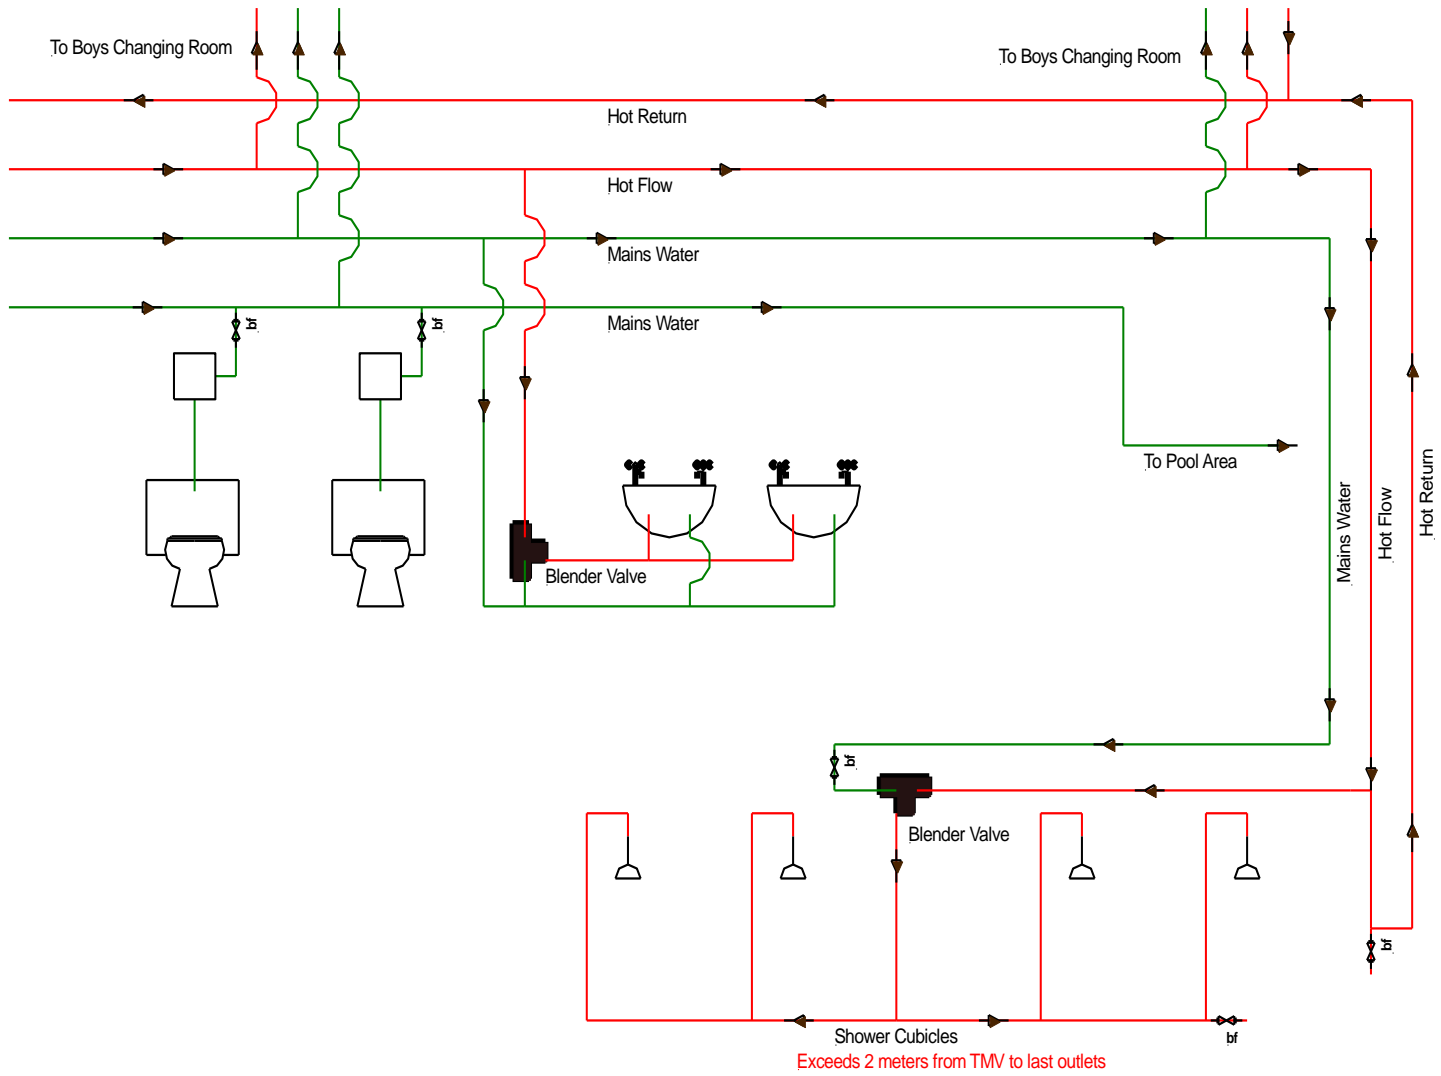 To Boys Changing Room
To Boys Changing Room
Hot Return
Hot Flow
Mains Water
Mains Water
bf
bf
To Pool Area
Mains Water
Hot Flow
Hot Return
Blender Valve
bf
Blender Valve
bf
Shower Cubicles
bf
Exceeds 2 meters from TMV to last outlets